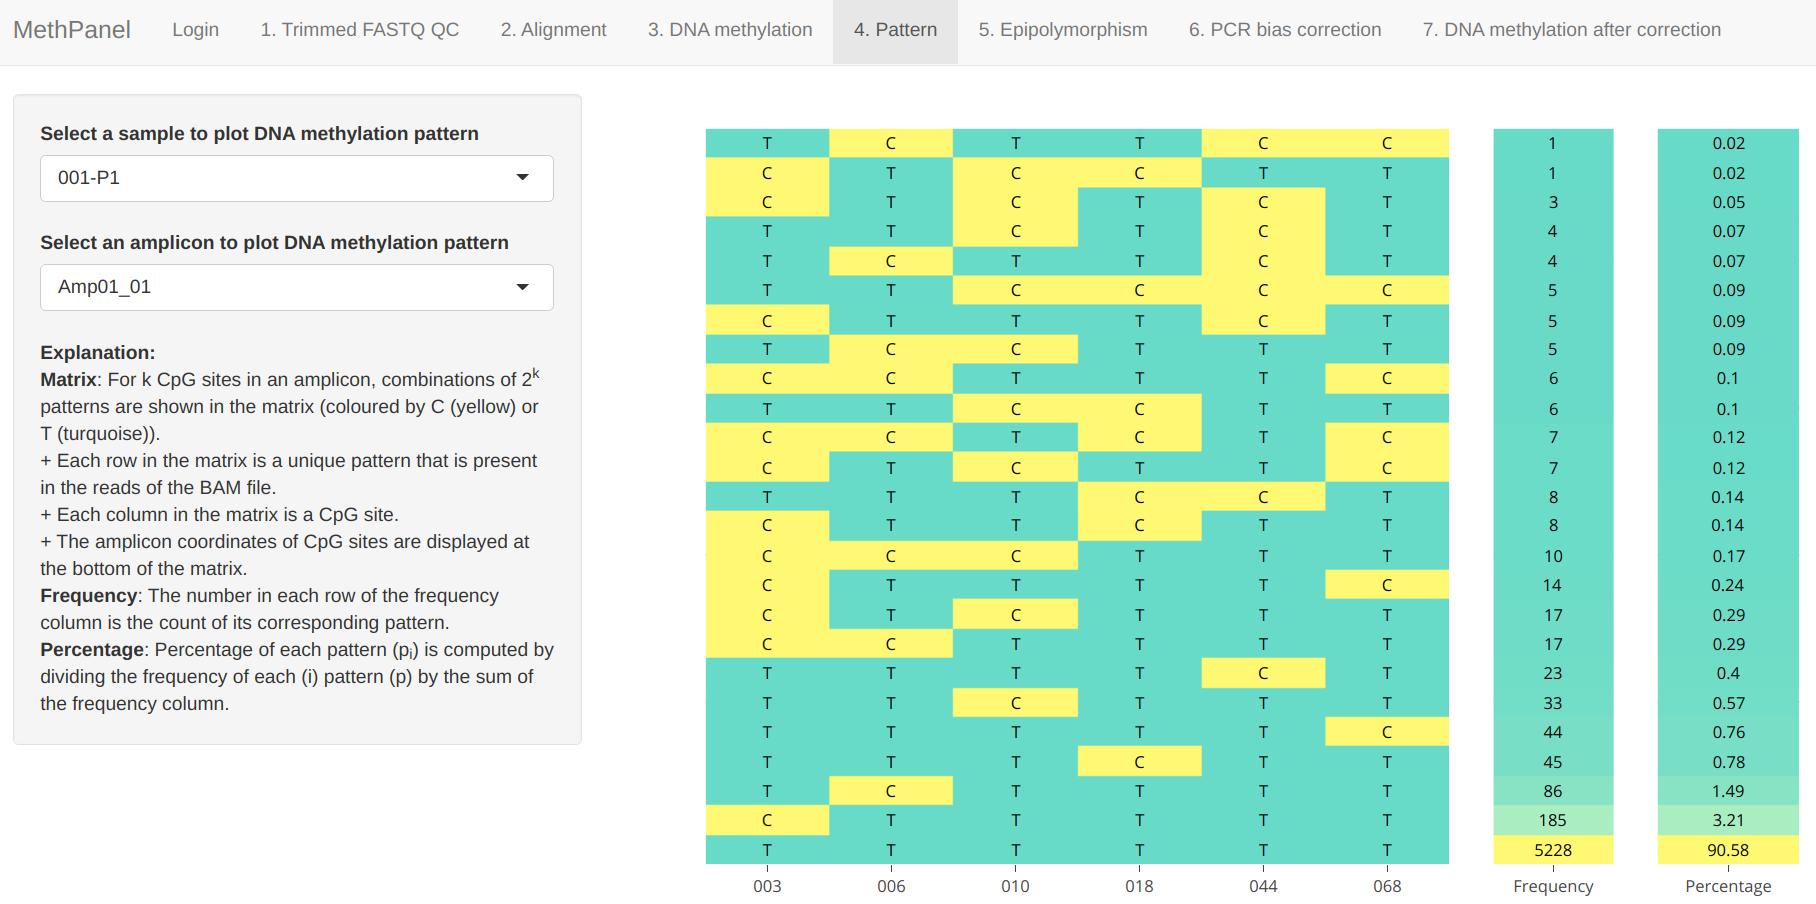 MethPanel Login 1. Trimmed FASTQ QC 2. Alignment 3. DNA methylation 4. Pattern 5. Epipolymorphism 6. PCR bias correction 7. DNA methylation after correction
Select a sample to plot DNA methylation pattern
001-P1
Select an amplicon to plot DNA methylation pattern
Amp01_01
Explanation:
Matrix: For k CpG sites in an amplicon, combinations of 2^k
patterns are shown in the matrix (coloured by C (yellow) or
T (turquoise)).
+ Each row in the matrix is a unique pattern that is present
in the reads of the BAM file.
+ Each column in the matrix is a CpG site.
+ The amplicon coordinates of CpG sites are displayed at
the bottom of the matrix.
Frequency: The number in each row of the frequency
column is the count of its corresponding pattern.
Percentage: Percentage of each pattern (p_i) is computed by
dividing the frequency of each (i) pattern (p) by the sum of
the frequency column.
T C T T C C 1 0.02
C T C C T T 1 0.02
C T C T C T 3 0.05
T T C T C T 4 0.07
T C T T C T 4 0.07
T T C C C C 5 0.09
C T T T C T 5 0.09
T C C T T T 5 0.09
C C T T T C 6 0.1
T T C C T T 6 0.1
C C T C T C 7 0.12
C T C T T C 7 0.12
T T T C C T 8 0.14
C T T C T T 8 0.14
C C C T T T 10 0.17
C T T T T C 14 0.24
C T C T T T 17 0.29
C C T T T T 17 0.29
T T T T C T 23 0.4
T T C T T T 33 0.57
T T T T T C 44 0.76
T T T C T T 45 0.78
T C T T T T 86 1.49
C T T T T T 185 3.21
T T T T T T 5228 90.58
003 006 010 018 044 068 Frequency Percentage